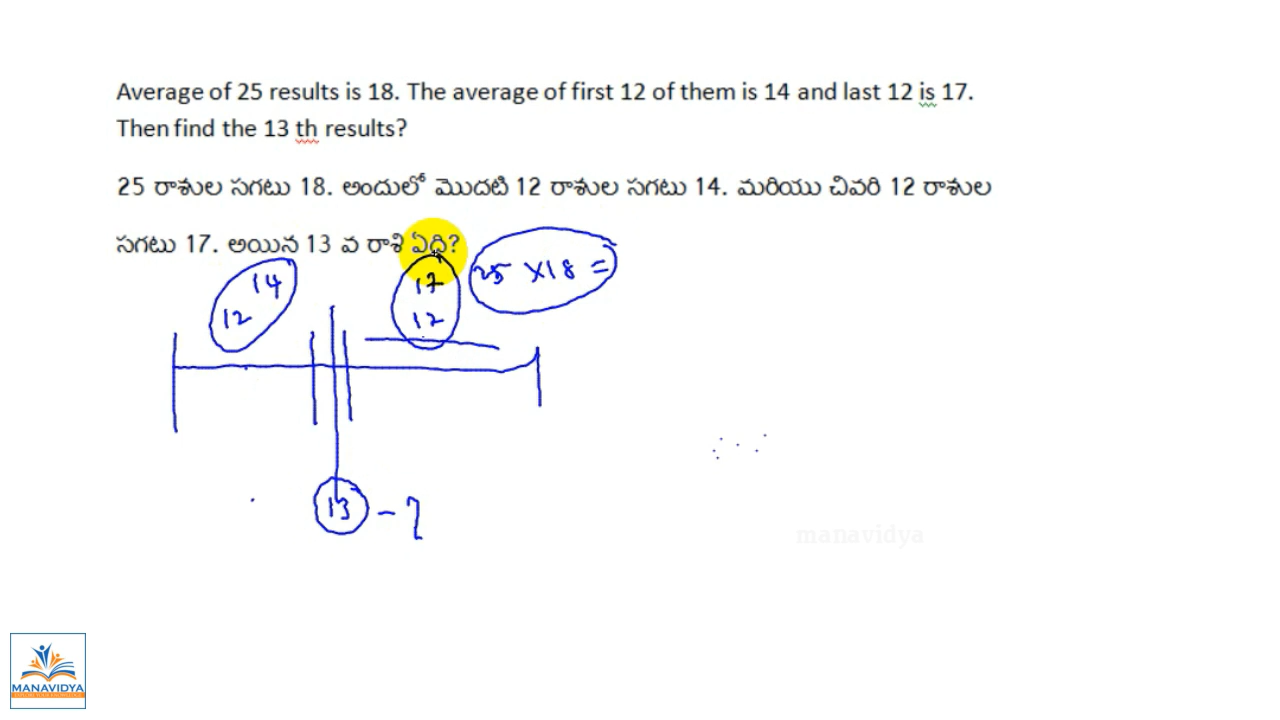 Average of 25 results is 18. The average of first 12 of them is 14 and last 12 is 17.
Then find the 13 th results?
25 రాశుల సగటు 18. అందులో మొదటి 12 రాశుల సగటు 14. మరియు చివరి 12 రాశుల
సగటు 17. అయిన 13 వ రాశి ఏది?
14
12
17
12
25 × 18 =
13 - ?
manavidya
MANAVIDYA